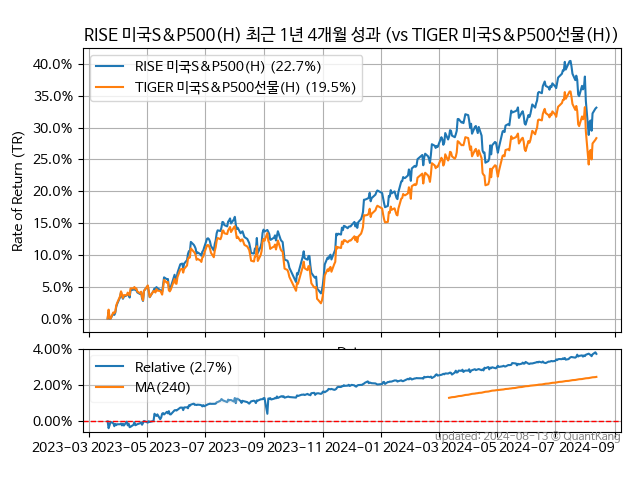 RISE 미국S&P500(H) 최근 1년 4개월 성과 (vs TIGER 미국S&P500선물(H))
RISE 미국S&P500(H) (22.7%)
TIGER 미국S&P500선물(H) (19.5%)
Rate of Return (TR)
40.0%
35.0%
30.0%
25.0%
20.0%
15.0%
10.0%
5.0%
0.0%
4.00%
2.00%
0.00%
Relative (2.7%)
MA(240)
2023-03 2023-05 2023-07 2023-09 2023-11 2024-01 2024-03 2024-05 2024-07 2024-09
Updated: 2024-08-13 © QuantKang